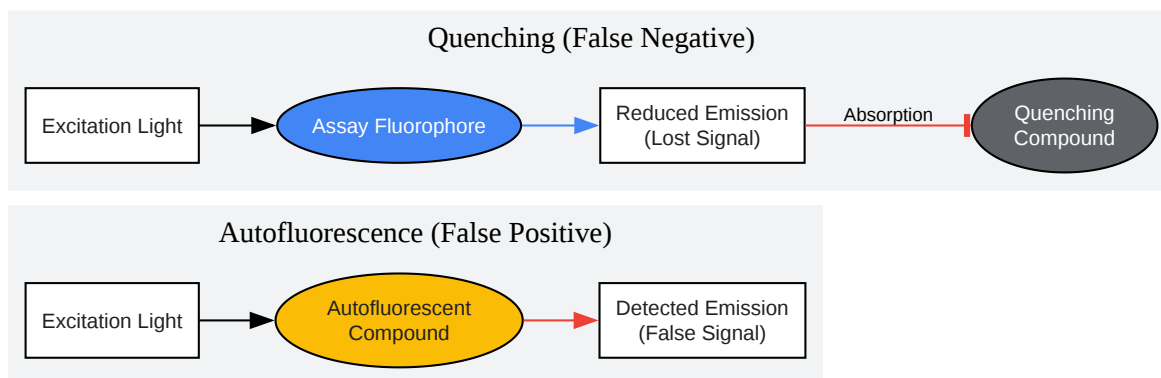 Quenching (False Negative)
Excitation Light
Assay Fluorophore
Reduced Emission
(Lost Signal)
Absorption
Quenching
Compound
Autofluorescence (False Positive)
Excitation Light
Autofluorescent
Compound
Detected Emission
(False Signal)